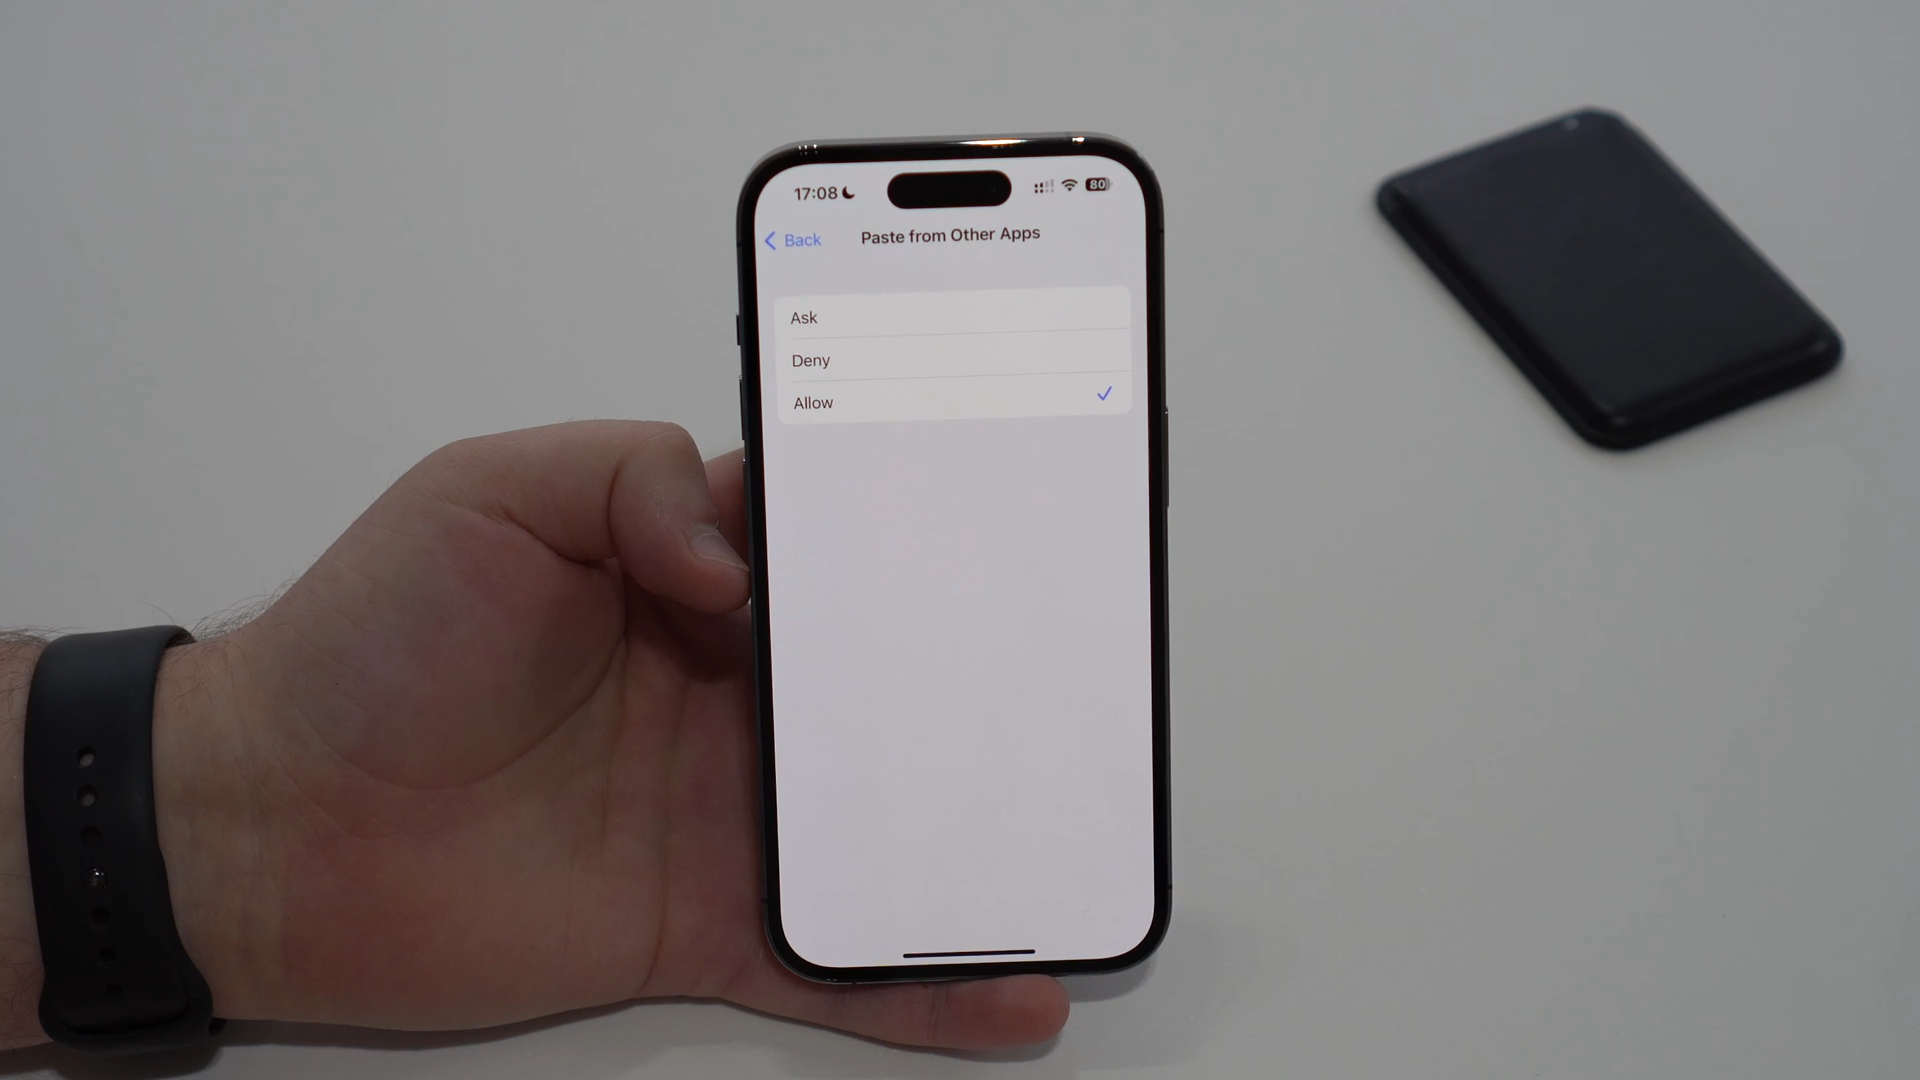 17:08
80
Back
Paste from Other Apps
Ask
Deny
Allow